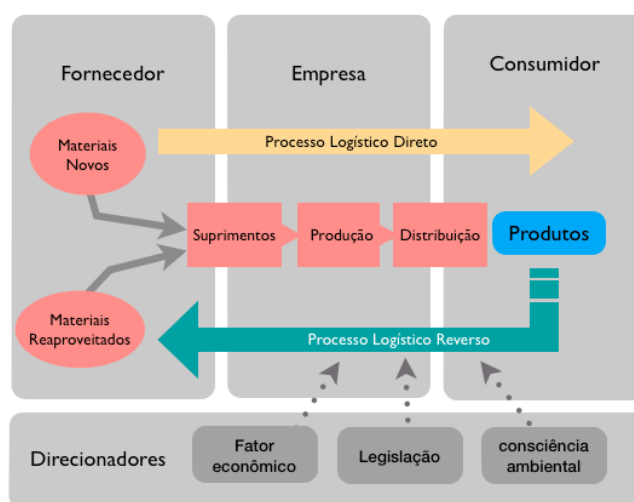 Fornecedor
Empresa
Consumidor
Materiais
Novos
Processo Logístico Direto
Suprimentos
Produção
Distribuição
Produtos
Materiais
Reaproveitados
Processo Logístico Reverso
Direcionadores
Fator
econômico
Legislação
consciência
ambiental